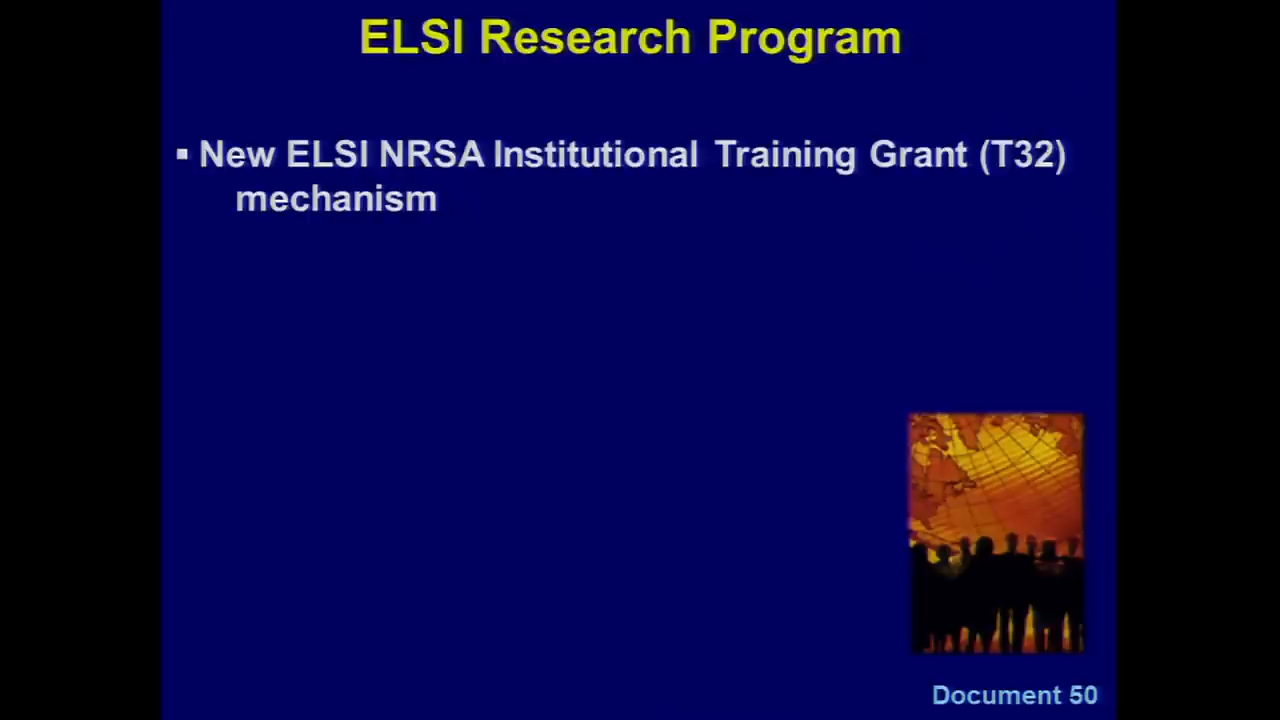 ELSI Research Program
▪ New ELSI NRSA Institutional Training Grant (T32)
mechanism
Document 50